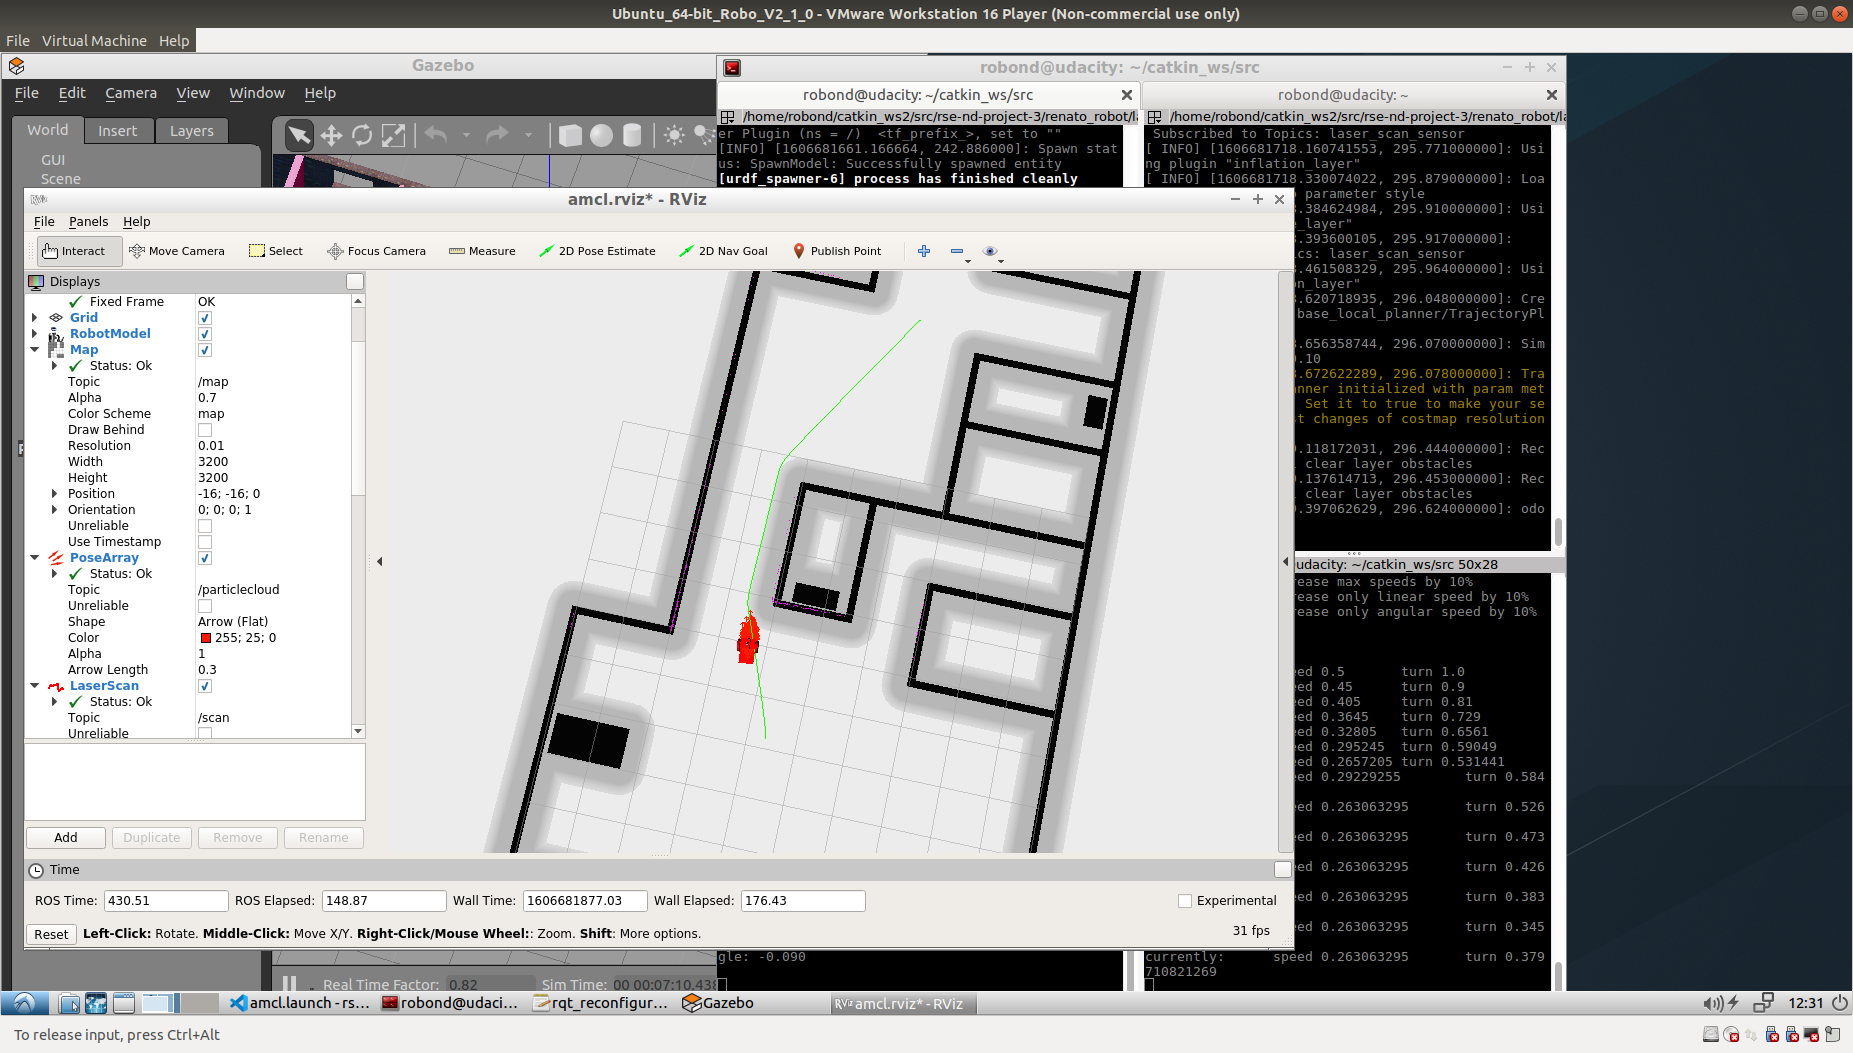 Ubuntu_64-bit_Robo_V2_1_0 - VMware Workstation 16 Player (Non-commercial use only)
File Virtual Machine Help
Gazebo
File Edit Camera View Window Help
World Insert Layers
GUI
Scene
robond@udacity: ~/catkin_ws/src
robond@udacity: ~/catkin_ws/src
robond@udacity: ~
/home/robond/catkin_ws2/src/rse-nd-project-3/renato_robot/l
er Plugin (ns = /) <tf_prefix_>, set to ""
[ INFO] [1606681661.166664, 242.886000]: Spawn stat
us: SpawnModel: Successfully spawned entity
[urdf_spawner-6] process has finished cleanly
/home/robond/catkin_ws2/src/rse-nd-project-3/renato_robot/la
Subscribed to Topics: laser_scan_sensor
[ INFO] [1606681718.160741553, 295.771000000]: Usi
ng plugin "inflation_layer"
[ INFO] [1606681718.330074022, 295.879000000]: Loa
parameter style
.384624984, 295.910000000]: Usi
e_layer"
.393600105, 295.917000000]:
cs: laser_scan_sensor
.461508329, 295.964000000]: Usi
on_layer"
.620718935, 296.048000000]: Cre
base_local_planner/TrajectoryPl
.656358744, 296.070000000]: Sim
.10
.672622289, 296.078000000]: Tra
nner initialized with param met
Set it to true to make your se
t changes of costmap resolution
.118172031, 296.444000000]: Rec
clear layer obstacles
.137614713, 296.453000000]: Rec
clear layer obstacles
.397062629, 296.624000000]: odo
udacity: ~/catkin_ws/src 50x28
rease max speeds by 10%
rease only linear speed by 10%
rease only angular speed by 10%
eed 0.5 turn 1.0
eed 0.45 turn 0.9
eed 0.405 turn 0.81
eed 0.3645 turn 0.729
eed 0.32805 turn 0.6561
eed 0.295245 turn 0.59049
eed 0.2657205 turn 0.531441
eed 0.29229255 turn 0.584
eed 0.263063295 turn 0.526
eed 0.263063295 turn 0.473
eed 0.263063295 turn 0.426
eed 0.263063295 turn 0.383
eed 0.263063295 turn 0.345
currently: speed 0.263063295 turn 0.379
710821269
gle: -0.090
amcl.rviz* - RViz
File Panels Help
Interact Move Camera Select Focus Camera Measure 2D Pose Estimate 2D Nav Goal Publish Point
Displays
Fixed Frame OK
Grid
RobotModel
Map
Status: Ok
Topic /map
Alpha 0.7
Color Scheme map
Draw Behind
Resolution 0.01
Width 3200
Height 3200
Position -16; -16; 0
Orientation 0; 0; 0; 1
Unreliable
Use Timestamp
PoseArray
Status: Ok
Topic /particlecloud
Unreliable
Shape Arrow (Flat)
Color 255; 25; 0
Alpha 1
Arrow Length 0.3
LaserScan
Status: Ok
Topic /scan
Unreliable
Add Duplicate Remove Rename
Time
ROS Time: 430.51 ROS Elapsed: 148.87 Wall Time: 1606681877.03 Wall Elapsed: 176.43 Experimental
Reset Left-Click: Rotate. Middle-Click: Move X/Y. Right-Click/Mouse Wheel:: Zoom. Shift: More options. 31 fps
Real Time Factor: 0.82 Sim Time: 00 00:07:10.438
amcl.launch - rs... robond@udaci... rqt_reconfigur... Gazebo RViz amcl.rviz* - RViz 12:31
To release input, press Ctrl+Alt